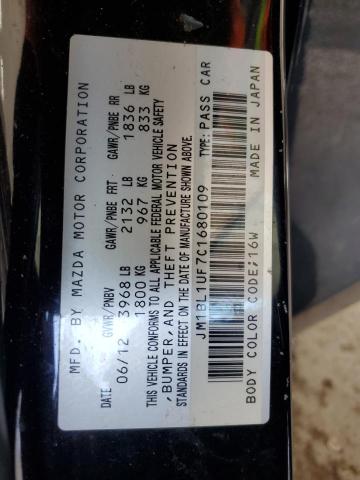 MFD. BY MAZDA MOTOR CORPORATION
DATE GVWR/PNBV GAWR/PNBE FRT GAWR/PNBE RR
06/12 3968 LB 2132 LB 1836 LB
1800 KG 967 KG 833 KG
THIS VEHICLE CONFORMS TO ALL APPLICABLE FEDERAL MOTOR VEHICLE SAFETY
,BUMPER,AND THEFT PREVENTION
STANDARDS IN EFFECT ON THE DATE OF MANUFACTURE SHOWN ABOVE.
JM1BL1UF7C1680109 TYPE: PASS CAR
BODY COLOR CODE;16W MADE IN JAPAN